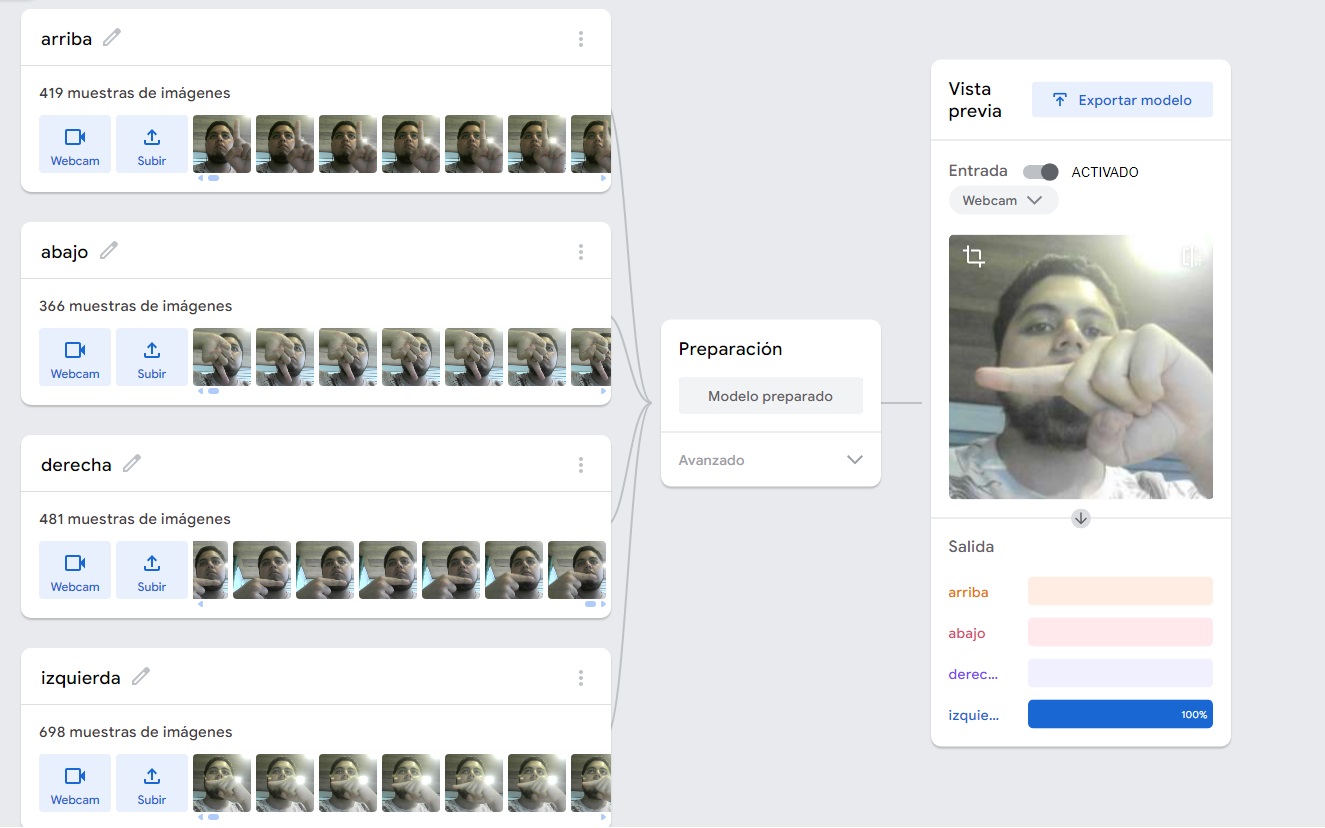 arriba
419 muestras de imágenes
Webcam
Subir
abajo
366 muestras de imágenes
Webcam
Subir
derecha
481 muestras de imágenes
Webcam
Subir
izquierda
698 muestras de imágenes
Webcam
Subir
Preparación
Modelo preparado
Avanzado
Vista
previa
Exportar modelo
Entrada
ACTIVADO
Webcam
Salida
arriba
abajo
derec...
izquie...
100%